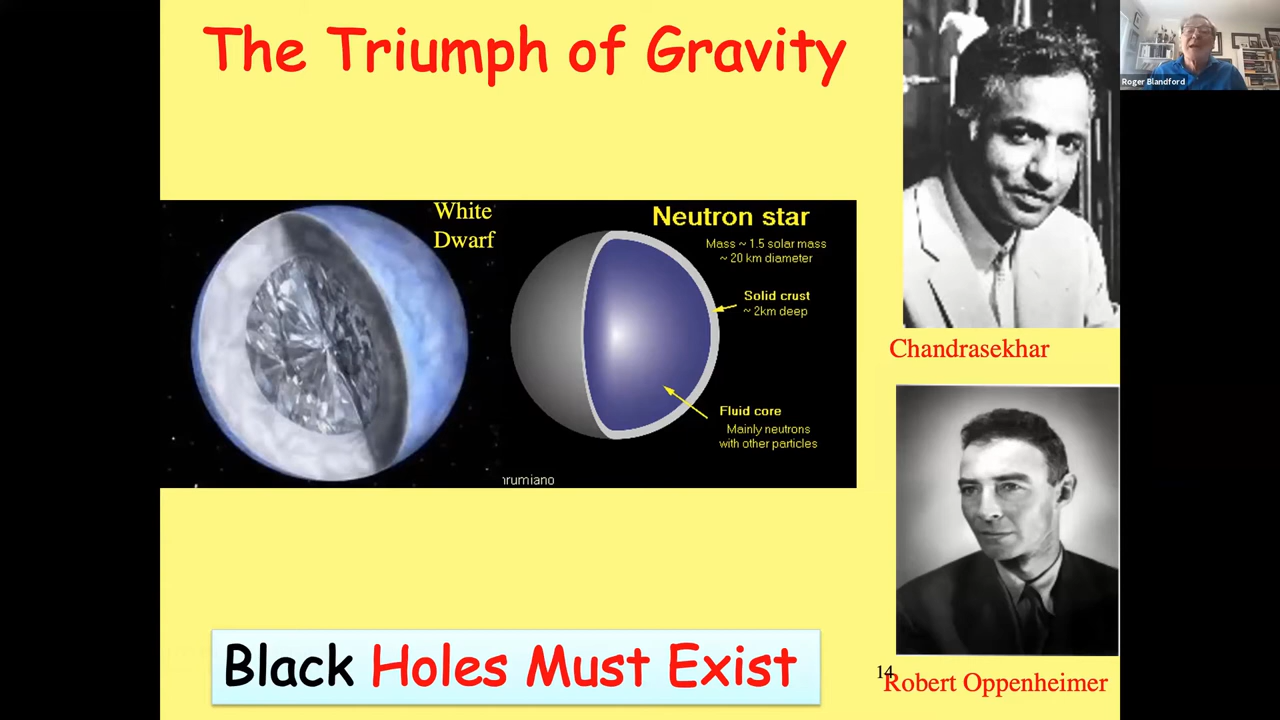 The Triumph of Gravity
Roger Blandford
White
Dwarf
Neutron star
Mass ~ 1.5 solar mass
~ 20 km diameter
Solid crust
~ 2km deep
Fluid core
Mainly neutrons
with other particles
Chandrasekhar
Black Holes Must Exist
14
Robert Oppenheimer